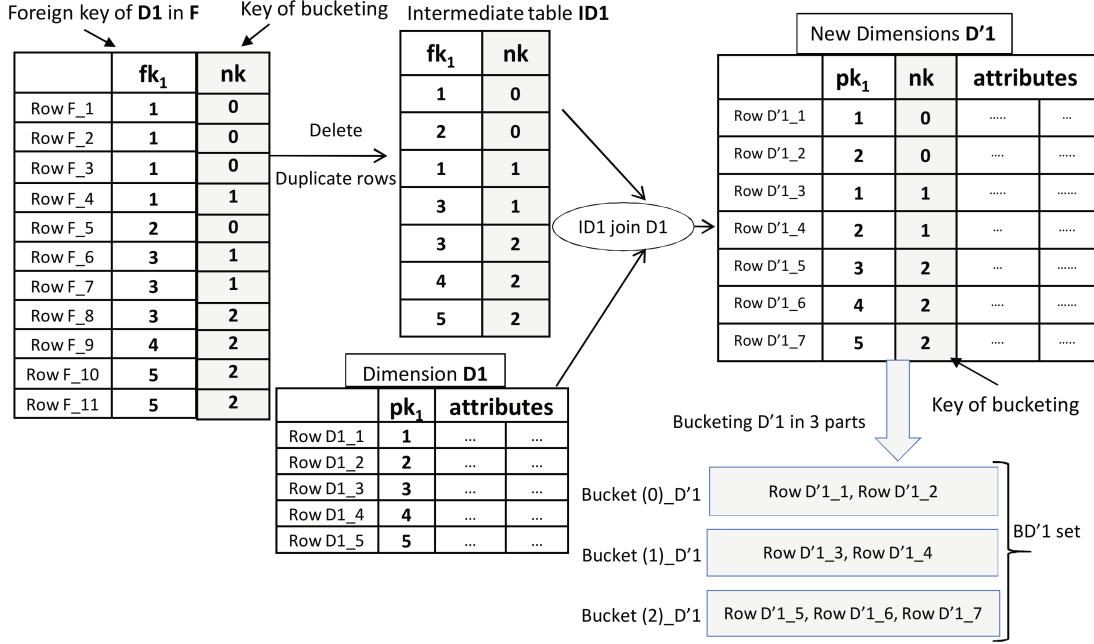 Foreign key of D1 in F
Key of bucketing
fk1 nk
Row F_1 1 0
Row F_2 1 0
Row F_3 1 0
Row F_4 1 1
Row F_5 2 0
Row F_6 3 1
Row F_7 3 1
Row F_8 3 2
Row F_9 4 2
Row F_10 5 2
Row F_11 5 2
Delete
Duplicate rows
Intermediate table ID1
fk1 nk
1 0
2 0
1 1
3 1
3 2
4 2
5 2
Dimension D1
pk1 attributes
Row D1_1 1 ... ...
Row D1_2 2 ... ...
Row D1_3 3 ... ...
Row D1_4 4 ... ...
Row D1_5 5 ... ...
ID1 join D1
New Dimensions D’1
pk1 nk attributes
Row D’1_1 1 0 ..... ...
Row D’1_2 2 0 .... .....
Row D’1_3 1 1 ..... ......
Row D’1_4 2 1 ... .....
Row D’1_5 3 2 ... ......
Row D’1_6 4 2 .... ......
Row D’1_7 5 2 .... .....
Key of bucketing
Bucketing D’1 in 3 parts
Bucket (0)_D’1 Row D’1_1, Row D’1_2
Bucket (1)_D’1 Row D’1_3, Row D’1_4
Bucket (2)_D’1 Row D’1_5, Row D’1_6, Row D’1_7
BD’1 set